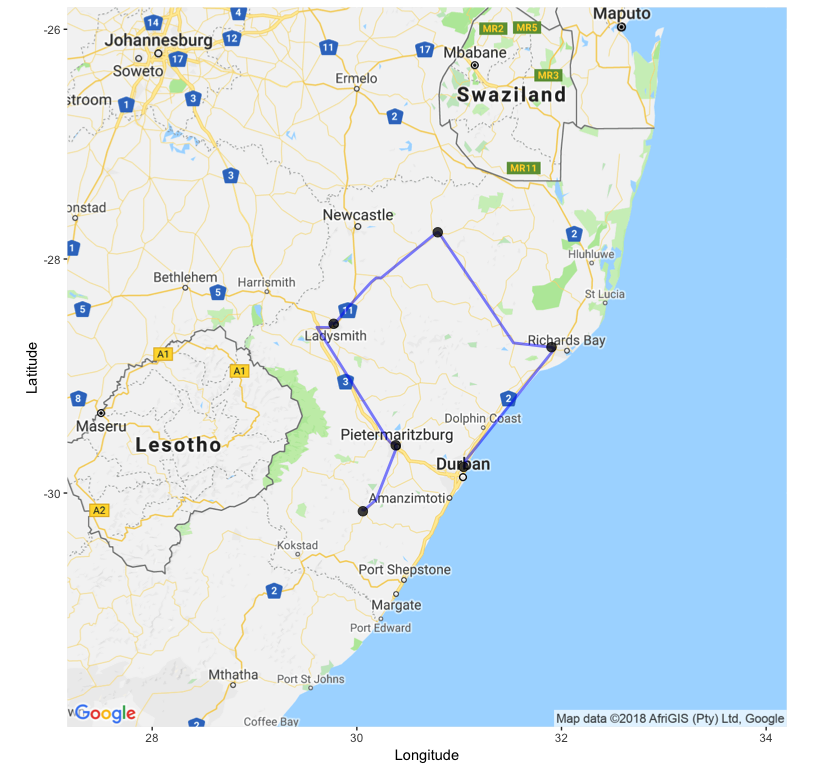 Maputo
4
14
12
MR2
MR5
-26
Johannesburg
11
17
Mbabane
17
Soweto
MR3
Ermelo
Swaziland
stroom
1
3
2
3
MR11
onstad
Newcastle
2
1
Hluhluwe
-28
Bethlehem
Harrismith
5
St Lucia
5
11
Ladysmith
Richards Bay
A1
A1
3
8
2
Latitude
Maseru
Dolphin Coast
Pietermaritzburg
Lesotho
Durban
-30
Amanzimtoti
A2
Kokstad
Port Shepstone
2
Margate
Port Edward
Mthatha
Port St Johns
Google
Coffee Bay
2
Map data ©2018 AfriGIS (Pty) Ltd, Google
28
30
32
34
Longitude